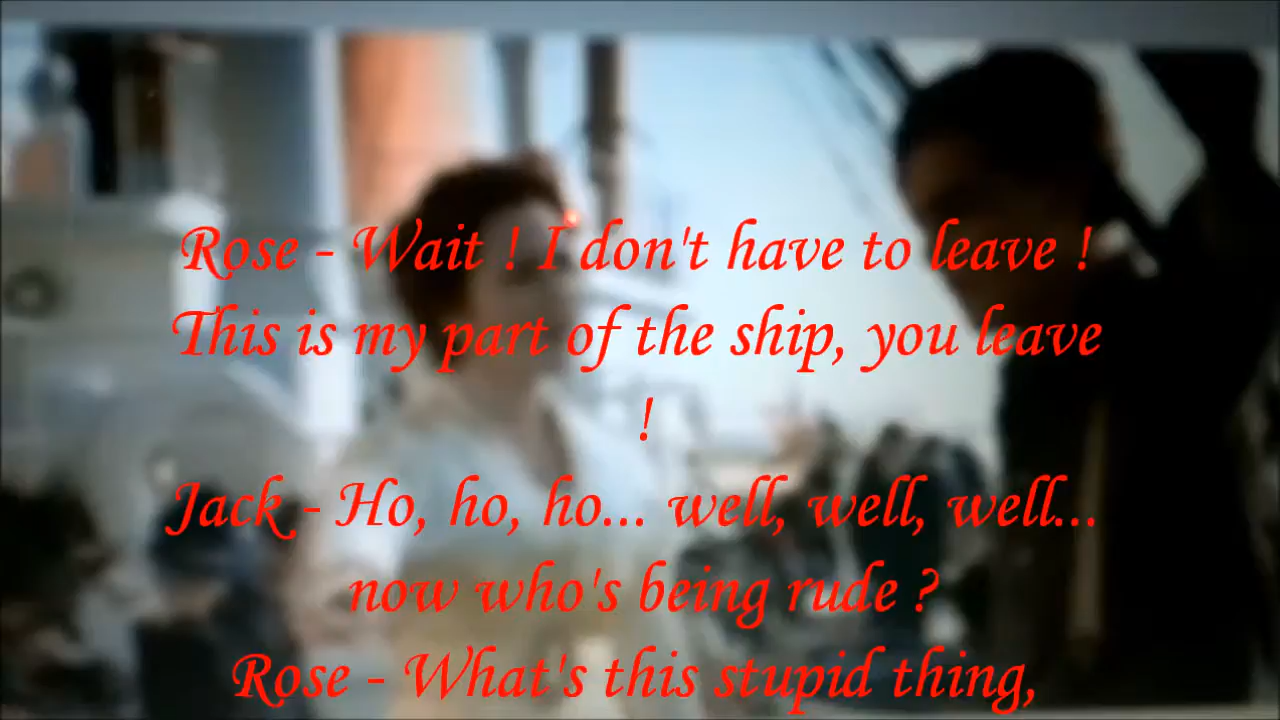 Rose - Wait ! I don't have to leave !
This is my part of the ship, you leave
!
Jack - Ho, ho, ho... well, well, well...
now who's being rude ?
Rose - What's this stupid thing,